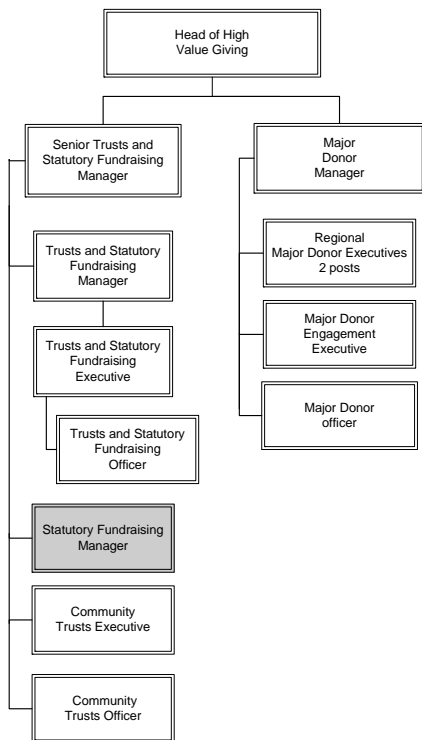 Head of High
Value Giving
Senior Trusts and
Statutory Fundraising
Manager
Major
Donor
Manager
Trusts and Statutory
Fundraising
Manager
Regional
Major Donor Executives
2 posts
Trusts and Statutory
Fundraising
Executive
Major Donor
Engagement
Executive
Trusts and Statutory
Fundraising
Officer
Major Donor
officer
Statutory Fundraising
Manager
Community
Trusts Executive
Community
Trusts Officer